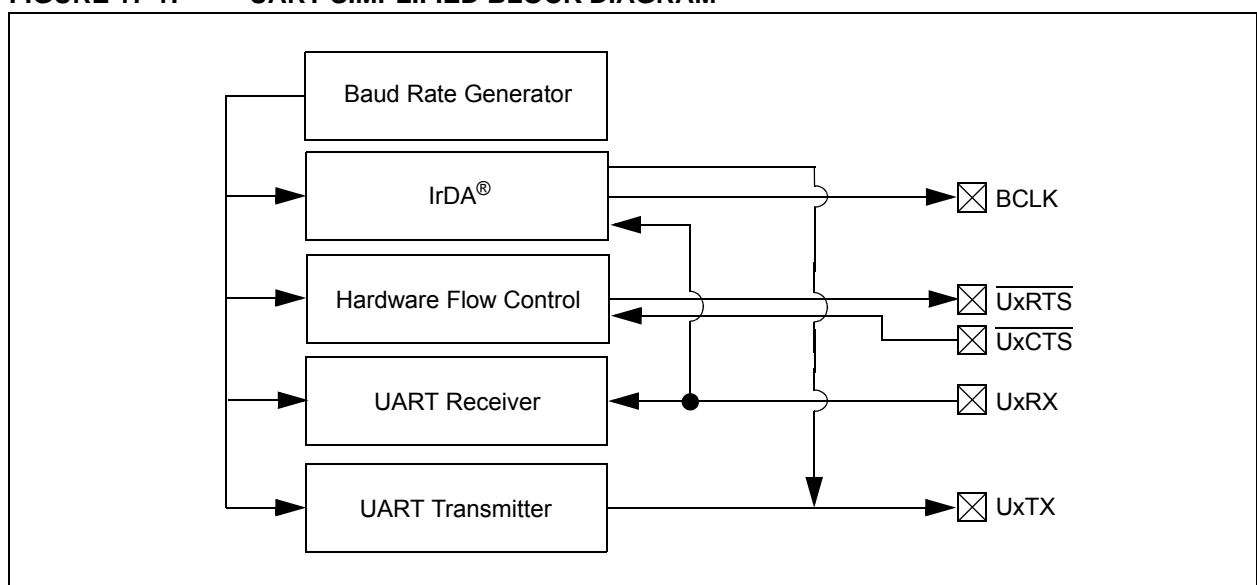 Baud Rate Generator
IrDA®
BCLK
Hardware Flow Control
UxRTS
UxCTS
UART Receiver
UxRX
UART Transmitter
UxTX